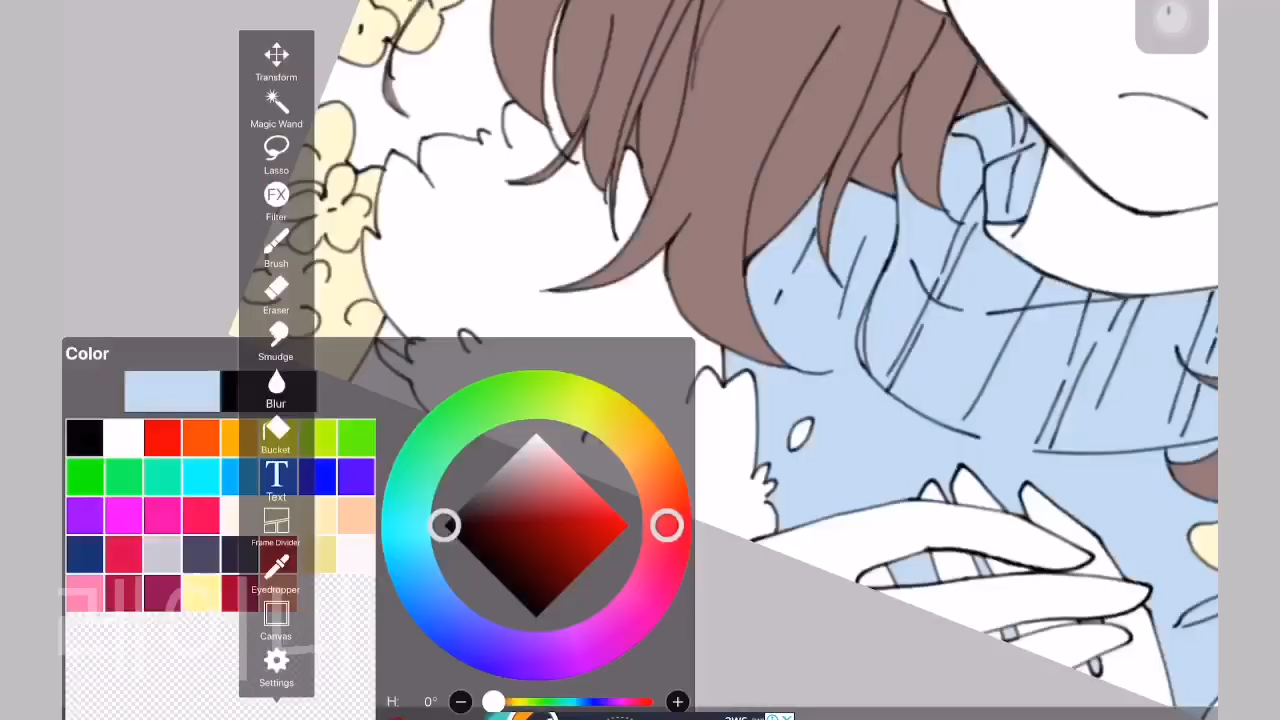 Transform
Magic Wand
Lasso
FX
Filter
Brush
Eraser
Smudge
Color
Blur
Bucket
T
Text
Frame Divider
Eyedropper
Canvas
Settings
H: 0°